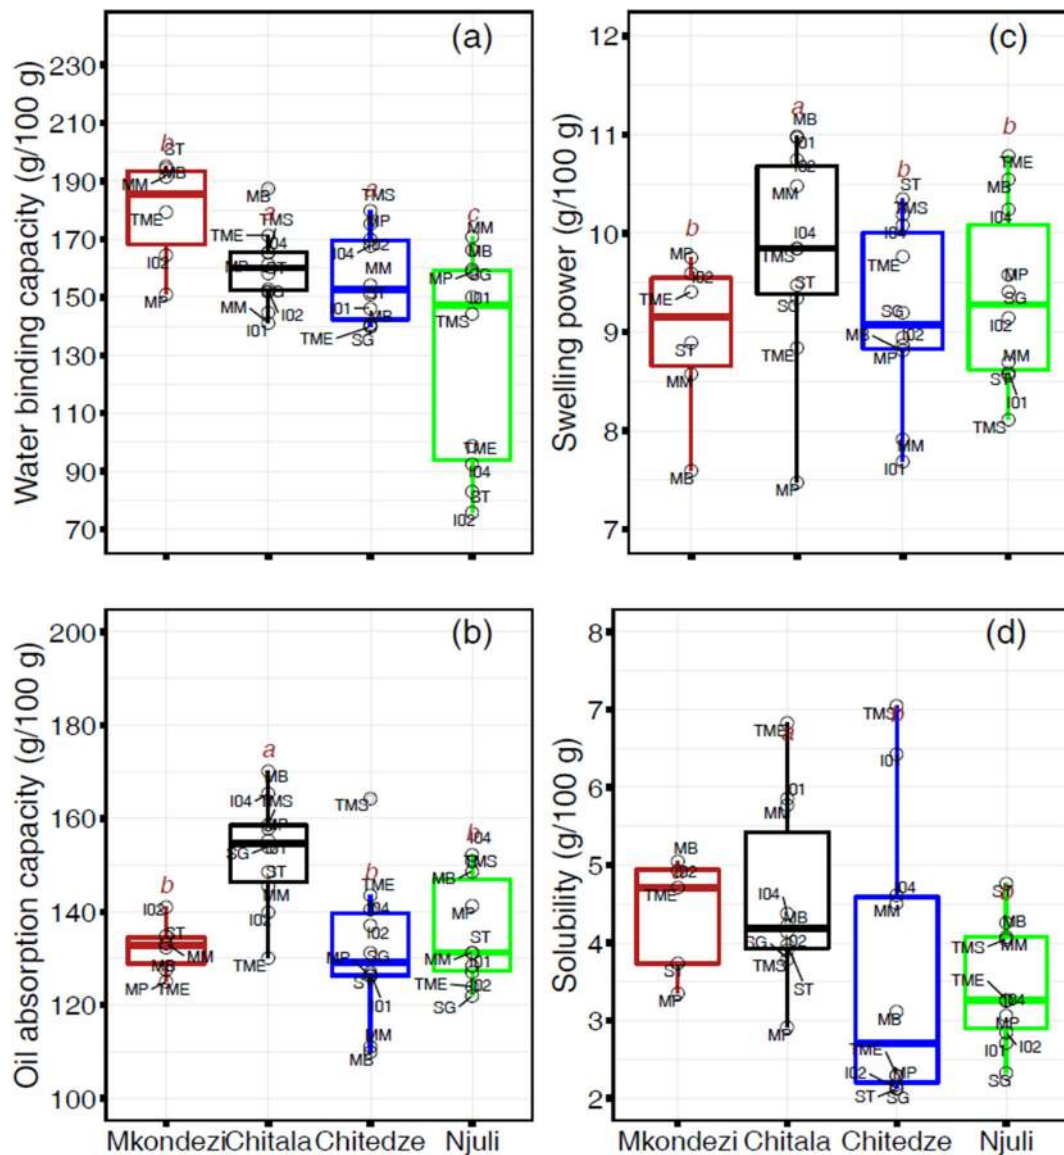 (a)
Water binding capacity (g/100 g)
230
210
190
170
150
130
110
90
70
b
ST
MM
MB
TME
I02
MP
MB
a
TMS
TME
I04
ST
SG
MM
I02
I01
a
TMS
MP
I04
I02
MM
ST
I01
MB
TME
SG
c
MM
MB
MP
SG
I01
TMS
TME
I04
ST
I02
(c)
Swelling power (g/100 g)
12
11
10
9
8
7
b
MP
I02
TME
ST
MM
MB
a
MB
I01
I02
MM
I04
TMS
ST
SG
TME
MP
b
ST
TMS
I04
TME
SG
MB
I02
MP
MM
I01
b
TME
MB
I04
MP
SG
I02
MM
ST
I01
TMS
(b)
Oil absorption capacity (g/100 g)
200
180
160
140
120
100
b
I02
ST
MM
MB
MP
TME
a
MB
I04
TMS
MP
SG
I01
ST
MM
I02
TME
TMS
b
TME
I04
I02
SG
MP
ST
I01
MM
MB
b
I04
TMS
MB
MP
ST
MM
I01
TME
I02
SG
Mkondezi
Chitala
Chitedze
Njuli
(d)
Solubility (g/100 g)
8
7
6
5
4
3
2
MB
I02
TME
ST
MP
TME
a
I01
MM
I04
MB
SG
I02
TMS
ST
MP
TMS
b
I01
I04
MM
MB
TME
MP
I02
ST
SG
MB
TMS
MM
TME
I04
MP
I01
I02
SG
Mkondezi
Chitala
Chitedze
Njuli